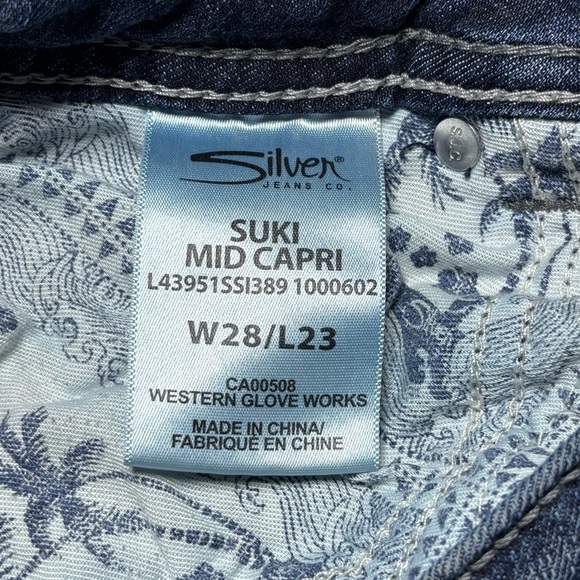 Silver®
JEANS CO.
SUKI
MID CAPRI
L43951SSI389 1000602
W28/L23
CA00508
WESTERN GLOVE WORKS
MADE IN CHINA/
FABRIQUÉ EN CHINE